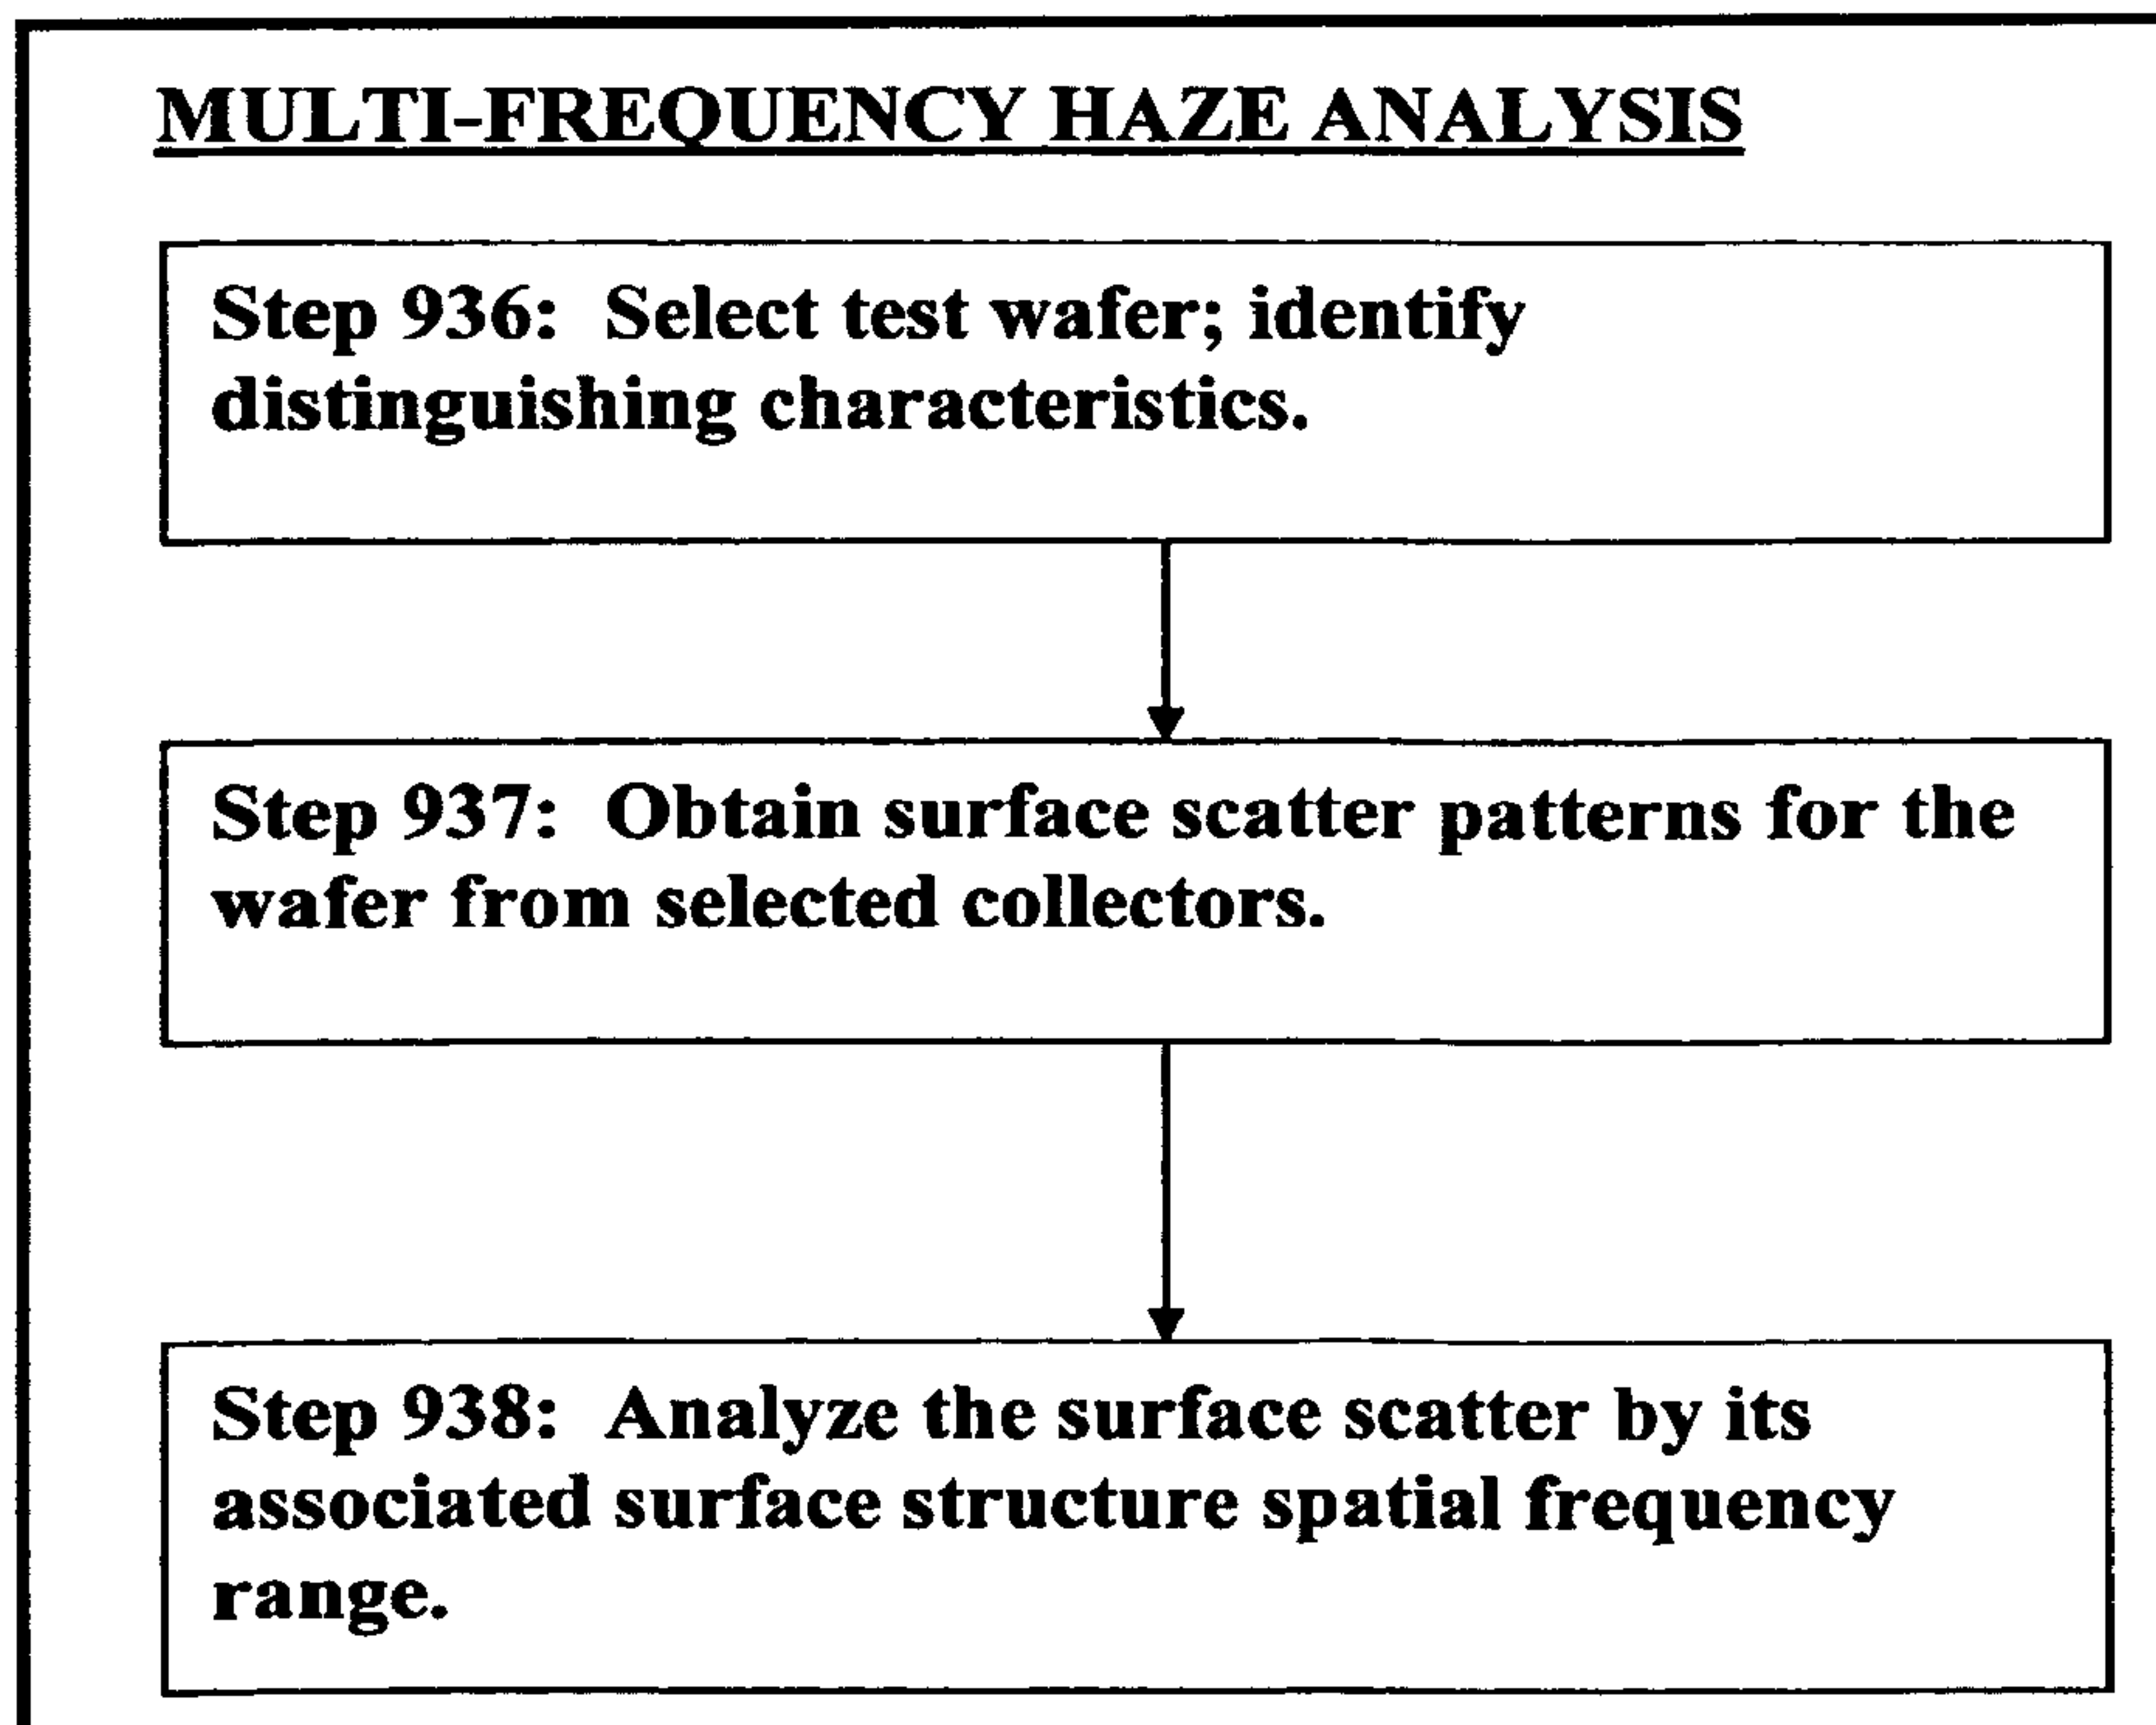 MULTI-FREQUENCY HAZE ANALYSIS
Step 936: Select test wafer; identify
distinguishing characteristics.
Step 937: Obtain surface scatter patterns for the
wafer from selected collectors.
Step 938: Analyze the surface scatter by its
associated surface structure spatial frequency
range.